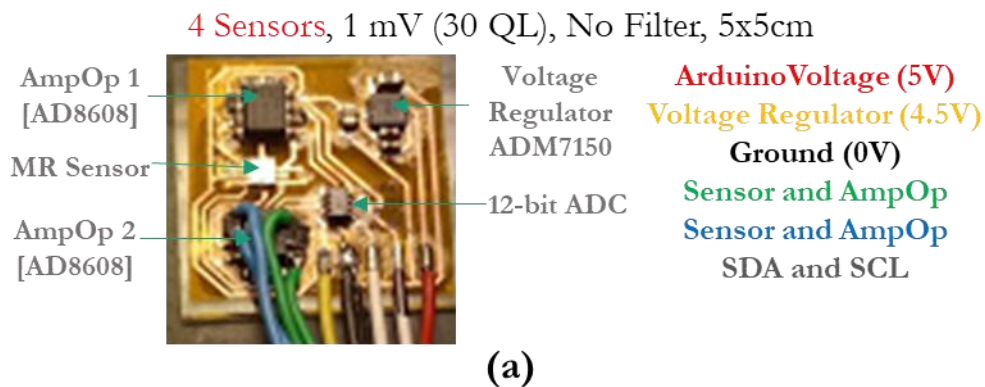 4 Sensors, 1 mV (30 QL), No Filter, 5x5cm
AmpOp 1
[AD8608]
MR Sensor
AmpOp 2
[AD8608]
Voltage
Regulator
ADM7150
12-bit ADC
ArduinoVoltage (5V)
Voltage Regulator (4.5V)
Ground (0V)
Sensor and AmpOp
Sensor and AmpOp
SDA and SCL
(a)